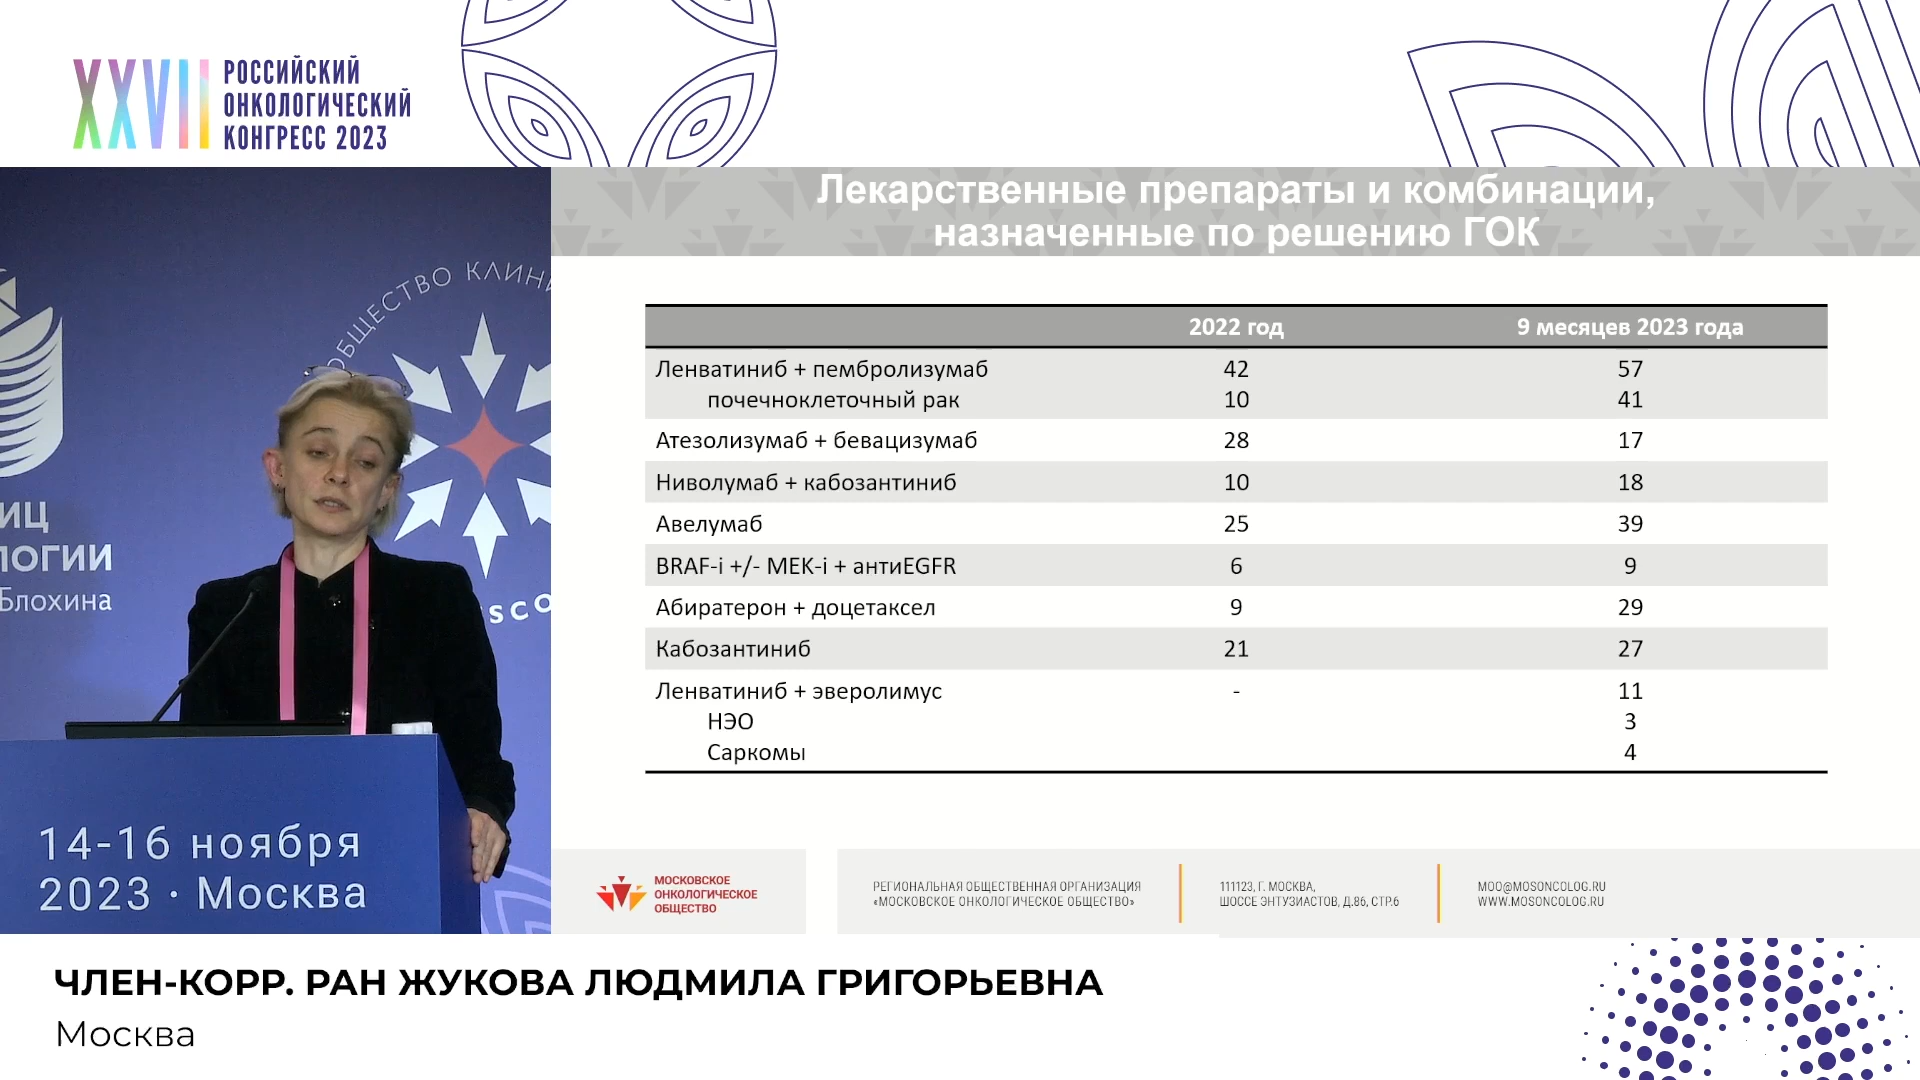 XXVII
РОССИЙСКИЙ
ОНКОЛОГИЧЕСКИЙ
КОНГРЕСС 2023
Лекарственные препараты и комбинации,
назначенные по решению ГОК
2022 год 9 месяцев 2023 года
Ленватиниб + пембролизумаб 42 57
почечноклеточный рак 10 41
Атезолизумаб + бевацизумаб 28 17
Ниволумаб + кабозантиниб 10 18
Авелумаб 25 39
BRAF-i +/- MEK-i + антиEGFR 6 9
Абиратерон + доцетаксел 9 29
Кабозантиниб 21 27
Ленватиниб + эверолимус - 11
НЭО 3
Саркомы 4
ОБЩЕСТВО КЛИНИ
ИЦ
ЛОГИИ
Блохина
SCO
14-16 ноября
2023 · Москва
МОСКОВСКОЕ
ОНКОЛОГИЧЕСКОЕ
ОБЩЕСТВО
РЕГИОНАЛЬНАЯ ОБЩЕСТВЕННАЯ ОРГАНИЗАЦИЯ
«МОСКОВСКОЕ ОНКОЛОГИЧЕСКОЕ ОБЩЕСТВО»
111123, Г. МОСКВА,
ШОССЕ ЭНТУЗИАСТОВ, Д.86, СТР.6
MOO@MOSONCOLOG.RU
WWW.MOSONCOLOG.RU
ЧЛЕН-КОРР. РАН ЖУКОВА ЛЮДМИЛА ГРИГОРЬЕВНА
Москва